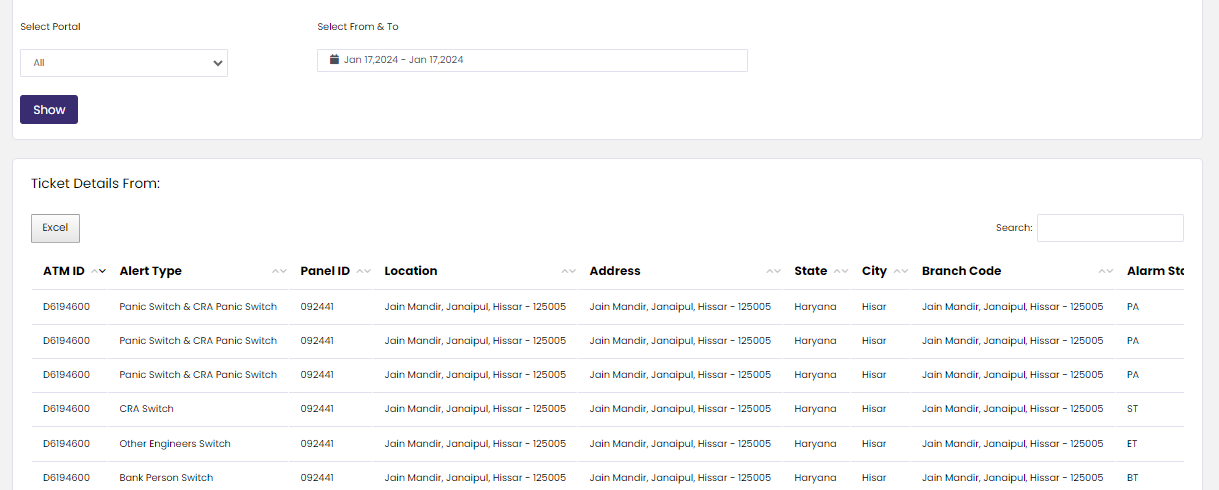 Select Portal Select From & To
All Jan 17,2024 - Jan 17,2024
Show
Ticket Details From:
Excel Search:
ATM ID Alert Type Panel ID Location Address State City Branch Code Alarm Sta
D6194600 Panic Switch & CRA Panic Switch 092441 Jain Mandir, Janaipul, Hissar - 125005 Jain Mandir, Janaipul, Hissar - 125005 Haryana Hisar Jain Mandir, Janaipul, Hissar - 125005 PA
D6194600 Panic Switch & CRA Panic Switch 092441 Jain Mandir, Janaipul, Hissar - 125005 Jain Mandir, Janaipul, Hissar - 125005 Haryana Hisar Jain Mandir, Janaipul, Hissar - 125005 PA
D6194600 Panic Switch & CRA Panic Switch 092441 Jain Mandir, Janaipul, Hissar - 125005 Jain Mandir, Janaipul, Hissar - 125005 Haryana Hisar Jain Mandir, Janaipul, Hissar - 125005 PA
D6194600 CRA Switch 092441 Jain Mandir, Janaipul, Hissar - 125005 Jain Mandir, Janaipul, Hissar - 125005 Haryana Hisar Jain Mandir, Janaipul, Hissar - 125005 ST
D6194600 Other Engineers Switch 092441 Jain Mandir, Janaipul, Hissar - 125005 Jain Mandir, Janaipul, Hissar - 125005 Haryana Hisar Jain Mandir, Janaipul, Hissar - 125005 ET
D6194600 Bank Person Switch 092441 Jain Mandir, Janaipul, Hissar - 125005 Jain Mandir, Janaipul, Hissar - 125005 Haryana Hisar Jain Mandir, Janaipul, Hissar - 125005 BT